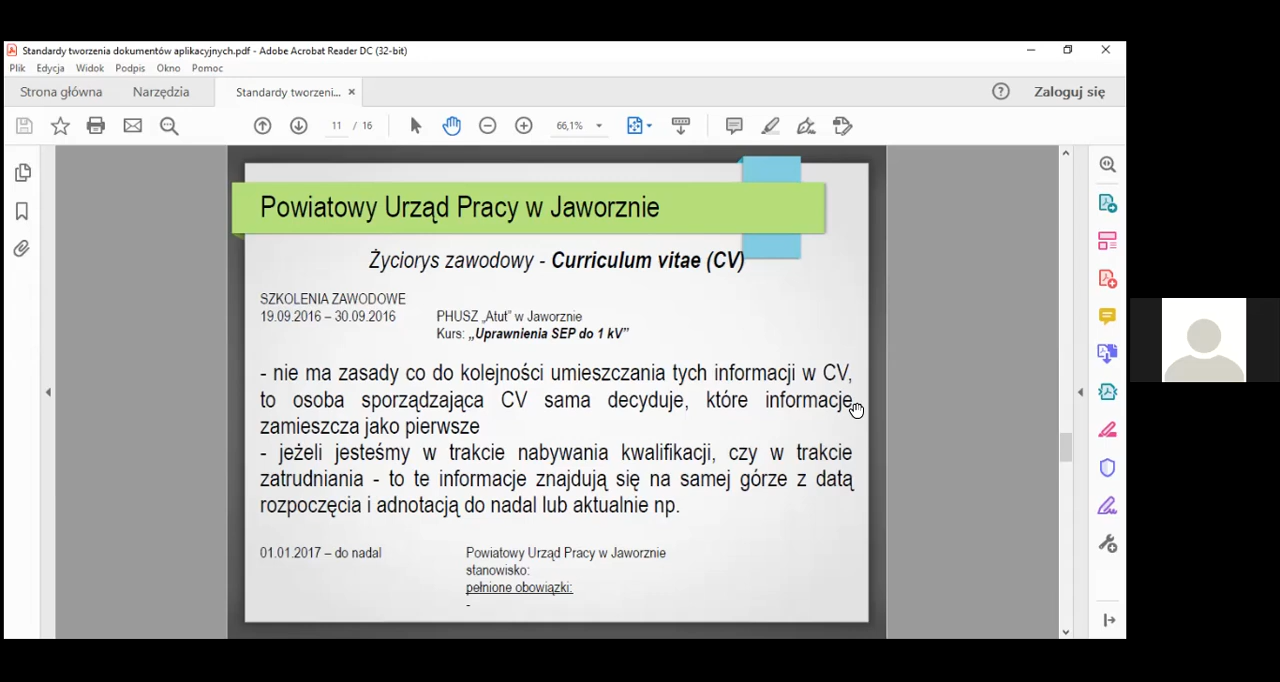 Standardy tworzenia dokumentów aplikacyjnych.pdf - Adobe Acrobat Reader DC (32-bit)
Plik Edycja Widok Podpis Okno Pomoc
Strona główna Narzędzia Standardy tworzeni... Zaloguj się
11 / 16 66,1%
Powiatowy Urząd Pracy w Jaworznie
Życiorys zawodowy - Curriculum vitae (CV)
SZKOLENIA ZAWODOWE
19.09.2016 – 30.09.2016 PHUSZ „Atut” w Jaworznie
Kurs: „Uprawnienia SEP do 1 kV”
- nie ma zasady co do kolejności umieszczania tych informacji w CV,
to osoba sporządzająca CV sama decyduje, które informacje
zamieszcza jako pierwsze
- jeżeli jesteśmy w trakcie nabywania kwalifikacji, czy w trakcie
zatrudniania - to te informacje znajdują się na samej górze z datą
rozpoczęcia i adnotacją do nadal lub aktualnie np.
01.01.2017 – do nadal Powiatowy Urząd Pracy w Jaworznie
stanowisko:
pełnione obowiązki:
-